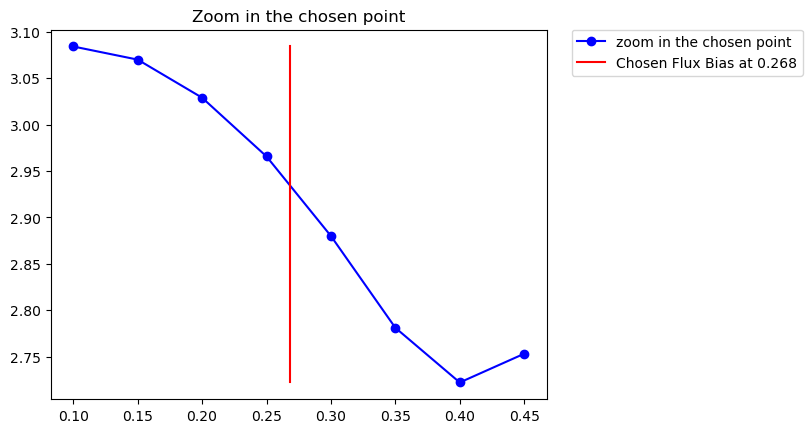 Zoom in the chosen point
zoom in the chosen point
Chosen Flux Bias at 0.268
3.10
3.05
3.00
2.95
2.90
2.85
2.80
2.75
0.10 0.15 0.20 0.25 0.30 0.35 0.40 0.45